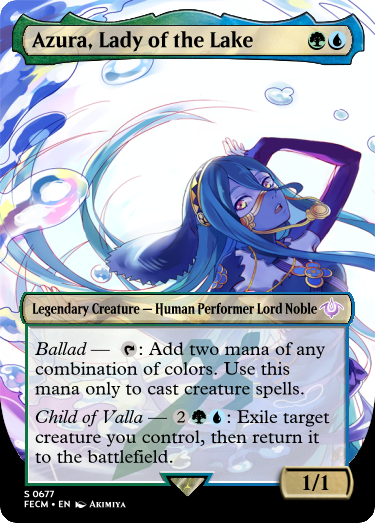 Azura, Lady of the Lake
Legendary Creature — Human Performer Lord Noble
Ballad — : Add two mana of any
combination of colors. Use this
mana only to cast creature spells.
Child of Valla — 2 : Exile target
creature you control, then return it
to the battlefield.
1/1
S 0677
FECM • EN Akimiya